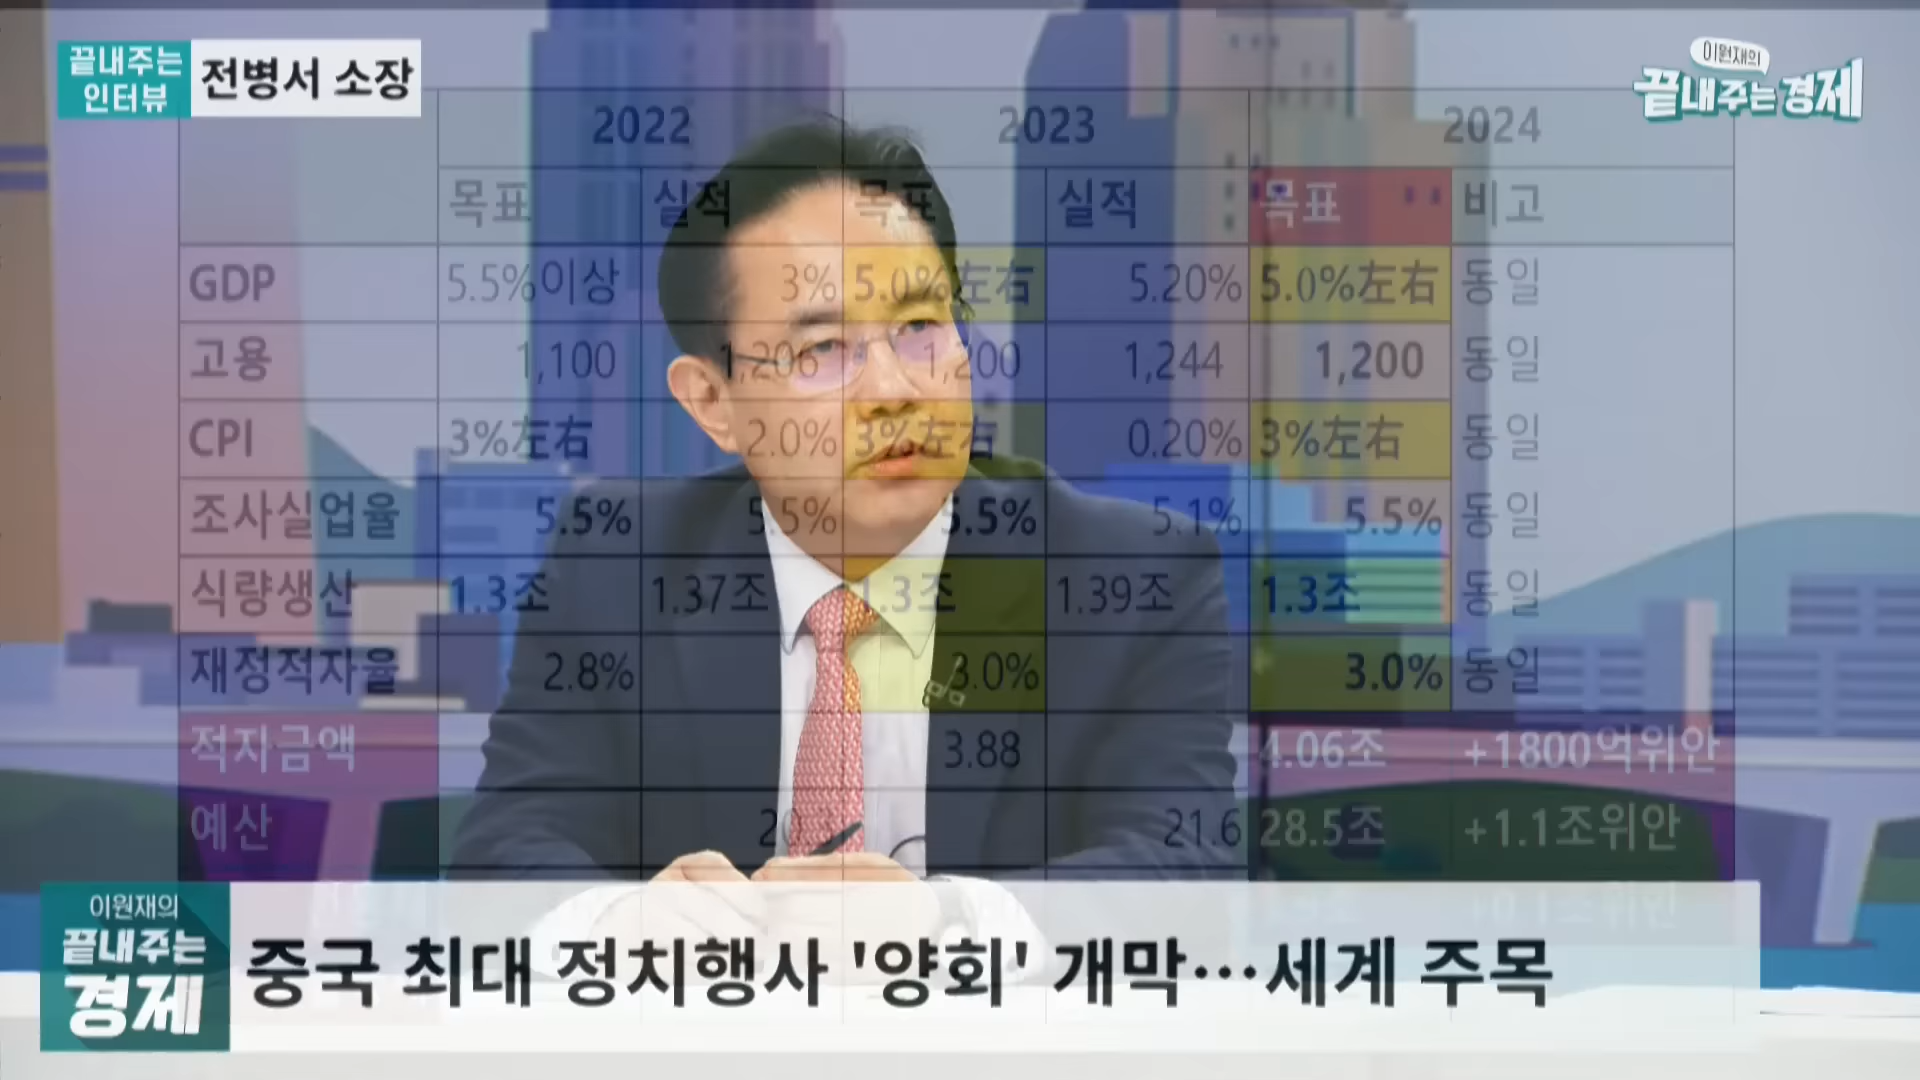 끝내주는
인터뷰
전병서 소장
이원재의
끝내주는 경제
2022 2023 2024
목표 실적 목표 실적 목표 비고
GDP 5.5%이상 3% 5.0%左右 5.20% 5.0%左右 동일
고용 1,100 1,206 1,200 1,244 1,200 동일
CPI 3%左右 2.0% 3%左右 0.20% 3%左右 동일
조사실업율 5.5% 5.5% 5.5% 5.1% 5.5% 동일
식량생산 1.3조 1.37조 1.3조 1.39조 1.3조 동일
재정적자율 2.8% 3.0% 3.0% 동일
적자금액 3.88 4.06조 +1800억위안
예산 21.6 28.5조 +1.1조위안
이원재의
끝내주는
경제
중국 최대 정치행사 '양회' 개막…세계 주목